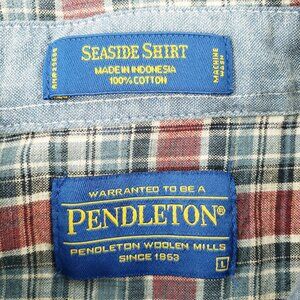 SEASIDE SHIRT
MADE IN INDONESIA
100% COTTON
MACHINE
WASH
WARRANTED TO BE A
PENDLETON®
PENDLETON WOOLEN MILLS
SINCE 1863
L